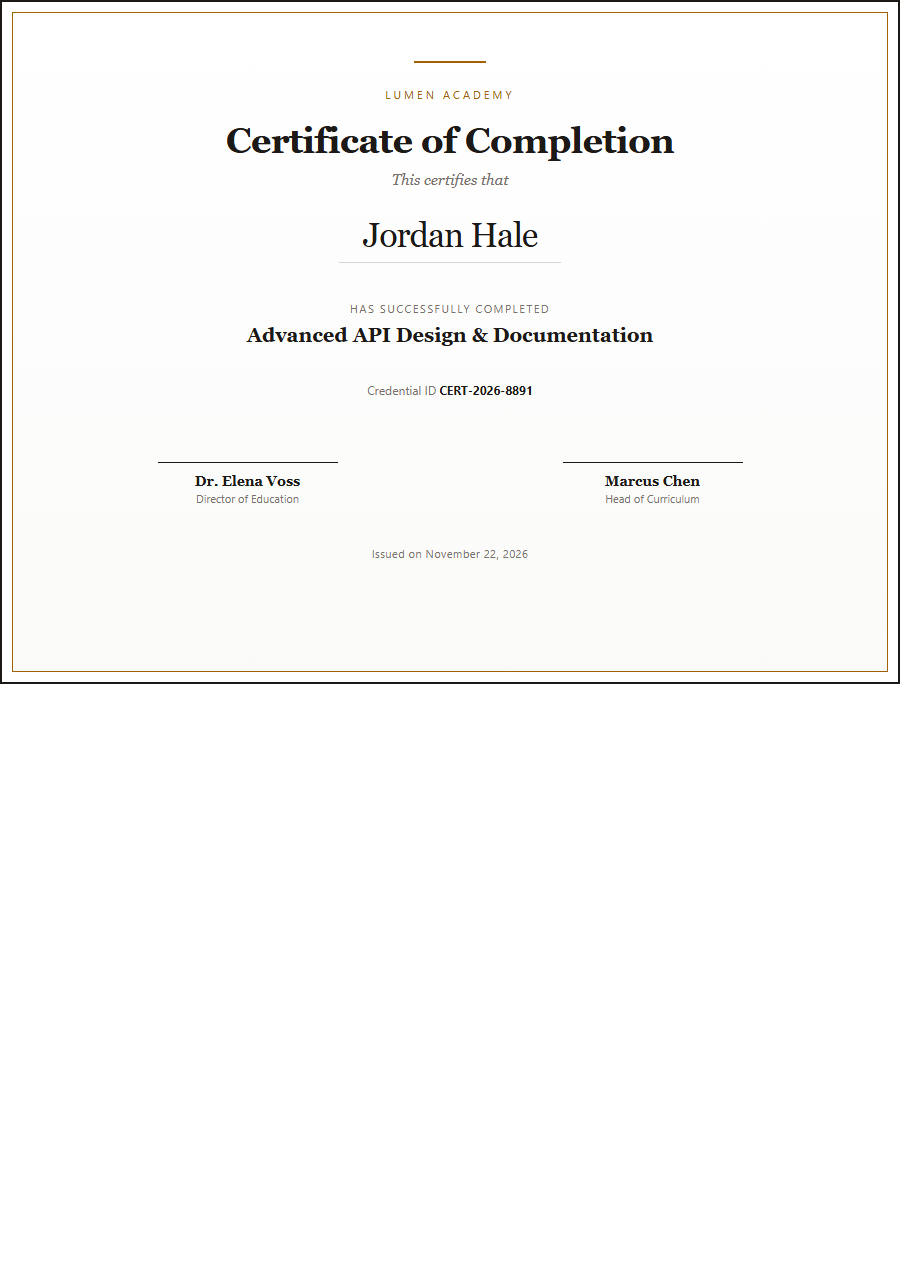 LUMEN ACADEMY
Certificate of Completion
This certifies that
Jordan Hale
HAS SUCCESSFULLY COMPLETED
Advanced API Design & Documentation
Credential ID CERT-2026-8891
Dr. Elena Voss
Director of Education
Marcus Chen
Head of Curriculum
Issued on November 22, 2026